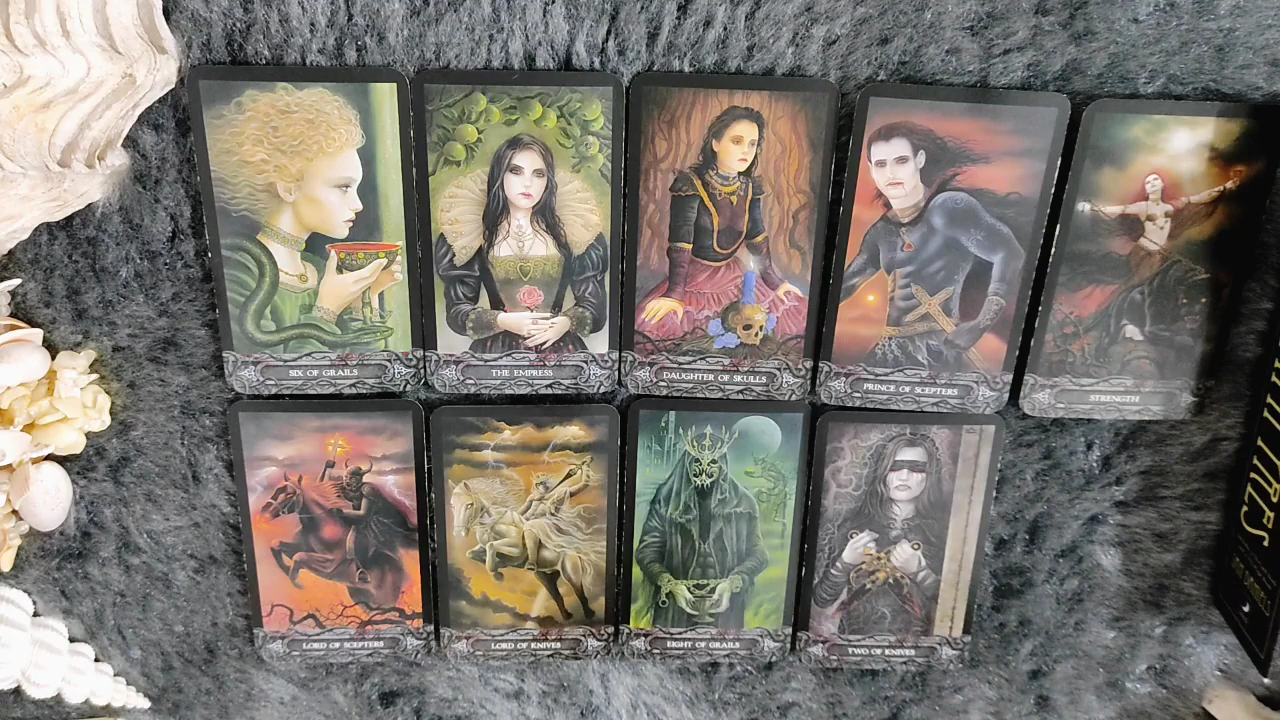 SIX OF GRAILS
THE EMPRESS
DAUGHTER OF SKULLS
PRINCE OF SCEPTERS
STRENGTH
LORD OF SCEPTERS
LORD OF KNIVES
EIGHT OF GRAILS
TWO OF KNIVES